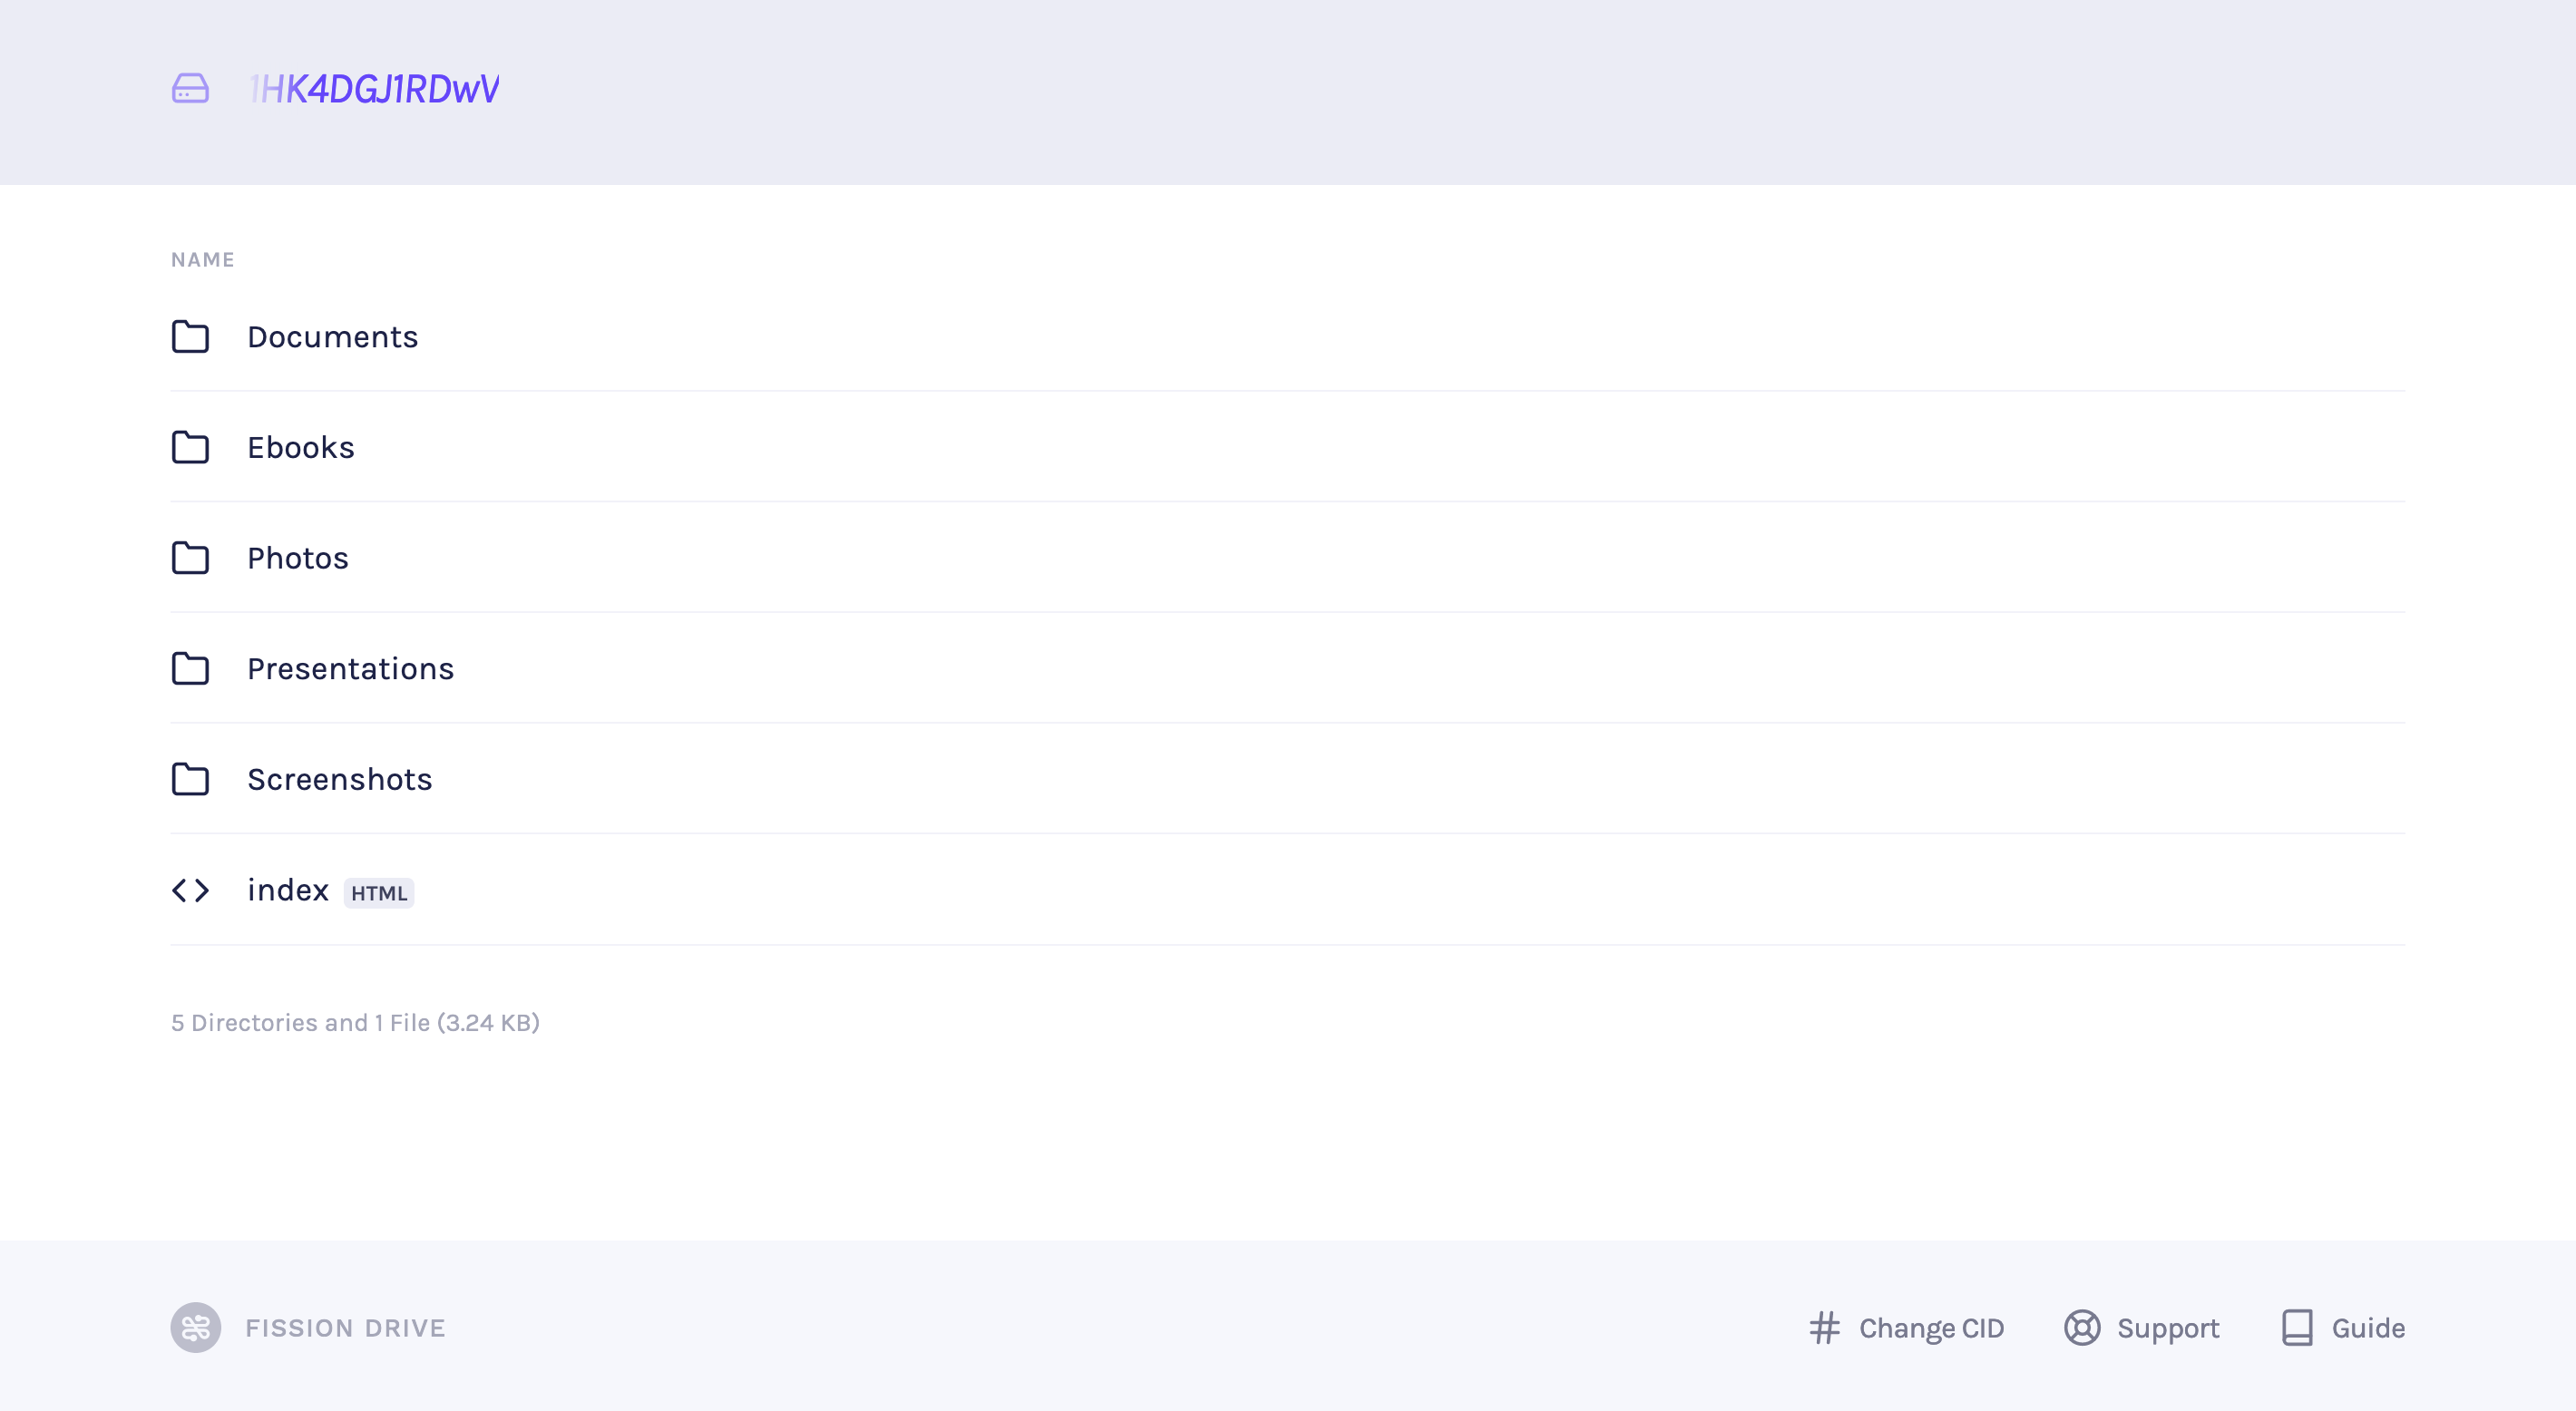 1HK4DGJ1RDwV
NAME
Documents
Ebooks
Photos
Presentations
Screenshots
index HTML
5 Directories and 1 File (3.24 KB)
FISSION DRIVE
Change CID Support Guide